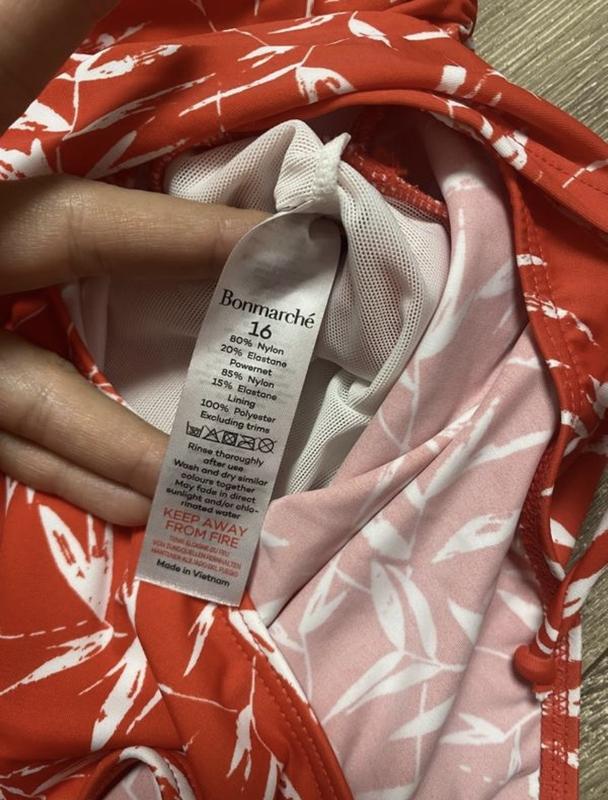 Bonmarché
16
80% Nylon
20% Elastane
Powernet
85% Nylon
15% Elastane
Lining
100% Polyester
Excluding trims
Rinse thoroughly
after use
Wash and dry similar
colours together
May fade in direct
sunlight and/or chlo-
rinated water
KEEP AWAY
FROM FIRE
Made in Vietnam